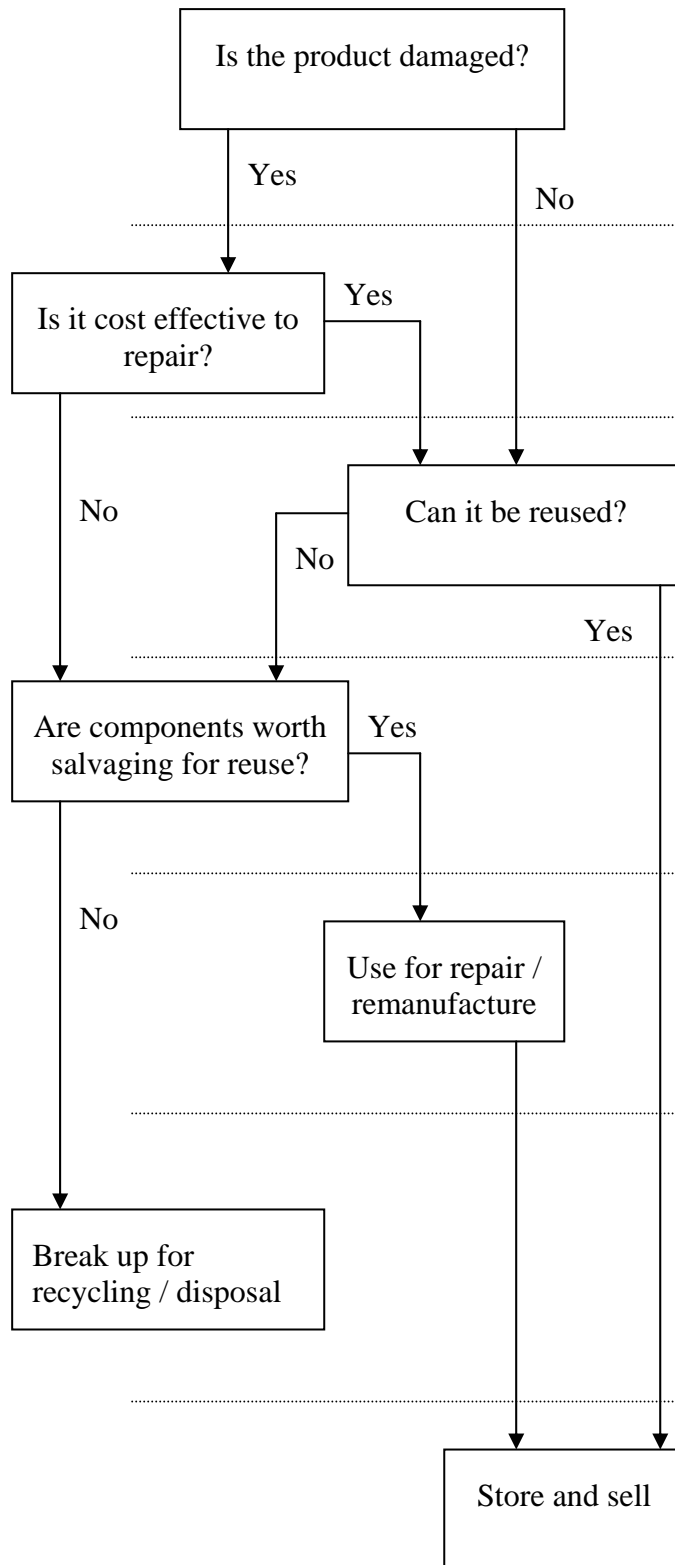 Is the product damaged?
Yes
No
Is it cost effective to
repair?
Yes
No
Can it be reused?
No
Yes
Are components worth
salvaging for reuse?
Yes
No
Use for repair /
remanufacture
Break up for
recycling / disposal
Store and sell